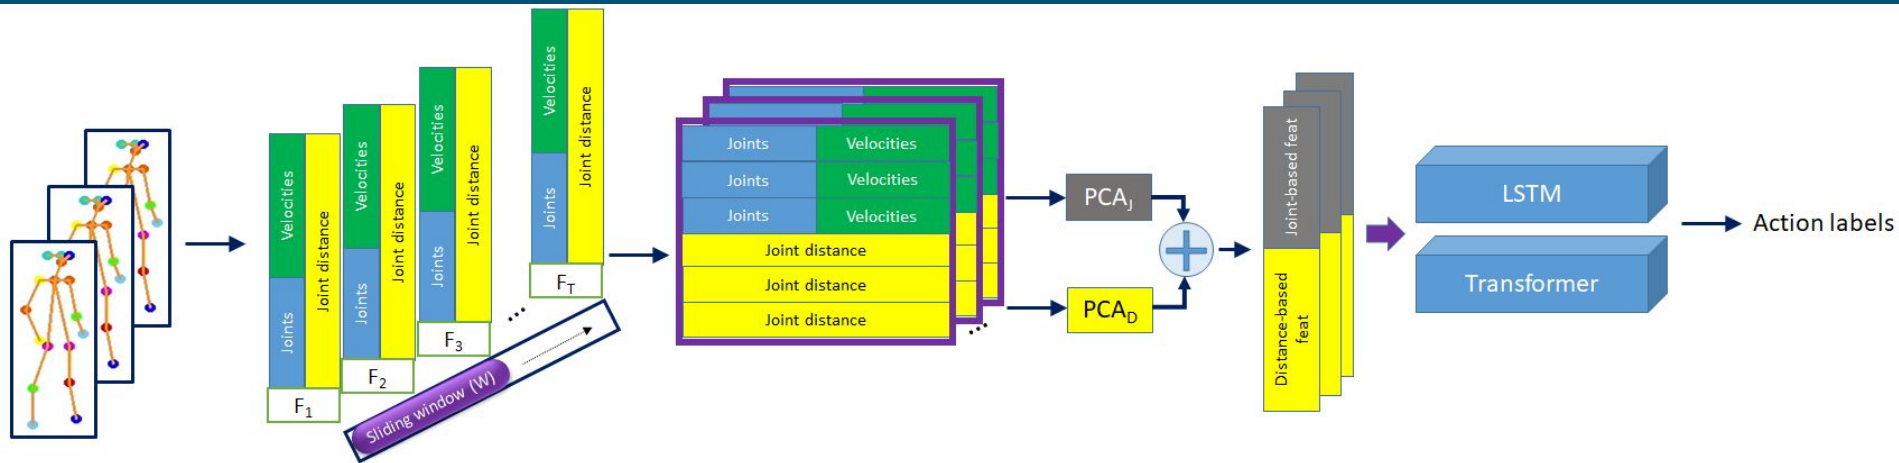 Velocities
Joints
Joint distance
F1
Velocities
Joints
Joint distance
F2
Velocities
Joints
Joint distance
F3
...
Velocities
Joints
Joint distance
FT
Sliding window (W)
Joints Velocities
Joints Velocities
Joints Velocities
Joint distance
Joint distance
Joint distance
...
PCAJ
PCAD
Joint-based feat
Distance-based
feat
LSTM
Transformer
Action labels